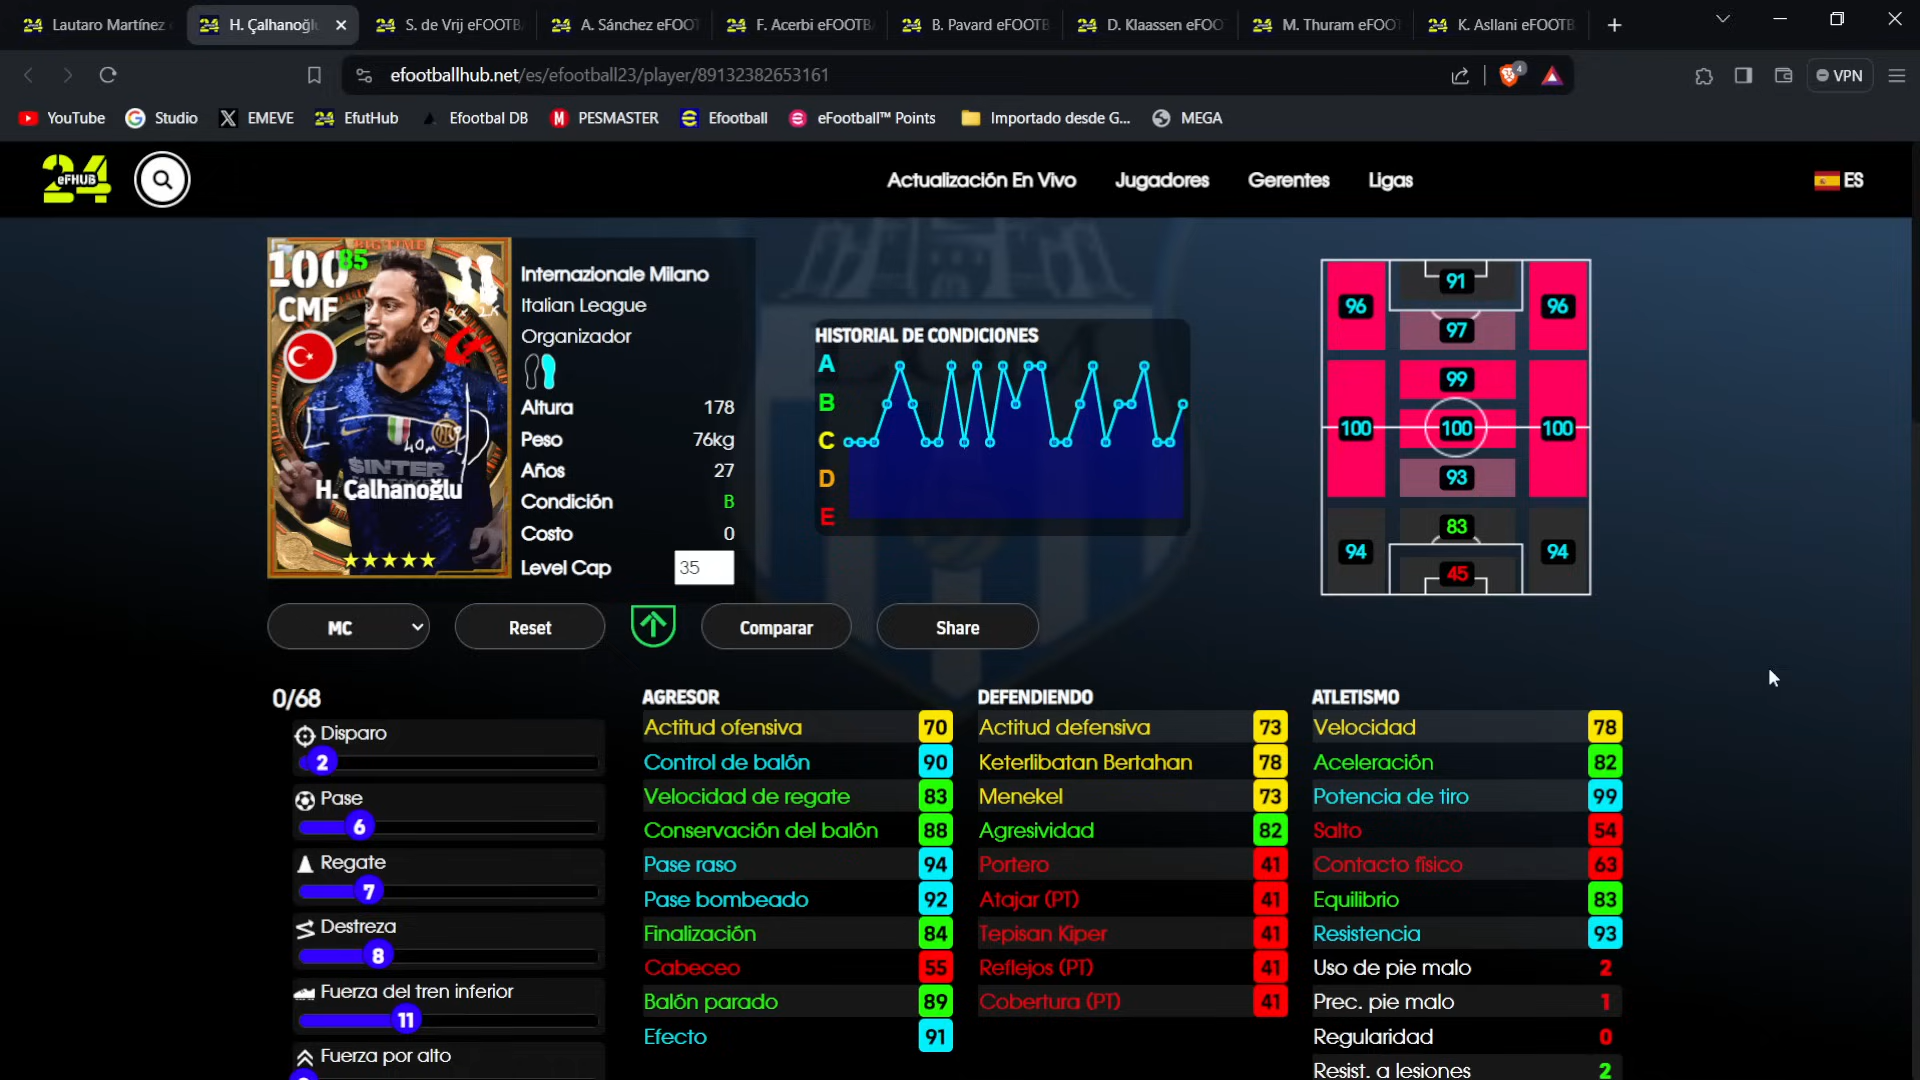 Lautaro Martínez
H. Çalhanoğlu
S. de Vrij eFOOTB
A. Sánchez eFOOT
F. Acerbi eFOOTB
B. Pavard eFOOTB
D. Klaassen eFOO
M. Thuram eFOOT
K. Asllani eFOOTB
efootballhub.net/es/efootball23/player/89132382653161
4
VPN
YouTube
Studio
EMEVE
EfutHub
Efootbal DB
PESMASTER
Efootball
eFootball™ Points
Importado desde G...
MEGA
24
eFHUB
Actualización En Vivo
Jugadores
Gerentes
Ligas
ES
BIG TIME
100
85
CMF
H. Çalhanoğlu
Internazionale Milano
Italian League
Organizador
Altura 178
Peso 76kg
Años 27
Condición B
Costo 0
Level Cap 35
HISTORIAL DE CONDICIONES
A
B
C
D
E
91
96 96
97
99
100 100 100
93
83
94 94
45
MC
Reset
Comparar
Share
0/68
Disparo
2
Pase
6
Regate
7
Destreza
8
Fuerza del tren inferior
11
Fuerza por alto
AGRESOR
Actitud ofensiva 70
Control de balón 90
Velocidad de regate 83
Conservación del balón 88
Pase raso 94
Pase bombeado 92
Finalización 84
Cabeceo 55
Balón parado 89
Efecto 91
DEFENDIENDO
Actitud defensiva 73
Keterlibatan Bertahan 78
Menekel 73
Agresividad 82
Portero 41
Atajar (PT) 41
Tepisan Kiper 41
Reflejos (PT) 41
Cobertura (PT) 41
ATLETISMO
Velocidad 78
Aceleración 82
Potencia de tiro 99
Salto 54
Contacto físico 63
Equilibrio 83
Resistencia 93
Uso de pie malo 2
Prec. pie malo 1
Regularidad 0
Resist. a lesiones 2